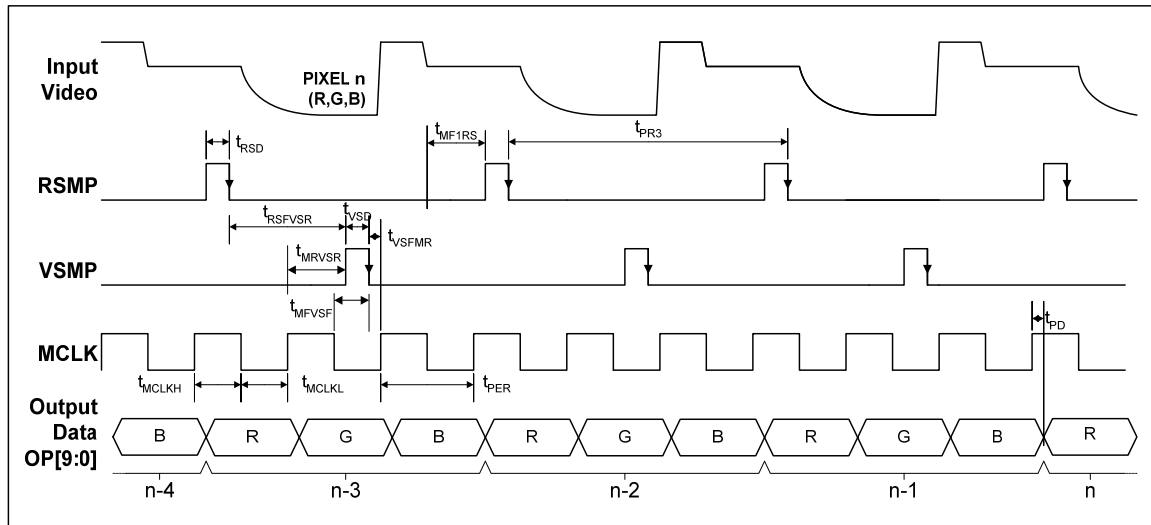 Input
Video
PIXEL n
(R,G,B)
tRSD
tMF1RS
tPR3
RSMP
tRSFVSR
tVSD
tVSFMR
tMRVSR
VSMP
tMFVSF
tPD
MCLK
tMCLKH
tMCLKL
tPER
Output
Data
OP[9:0]
B R G B R G B R G B R
n-4 n-3 n-2 n-1 n